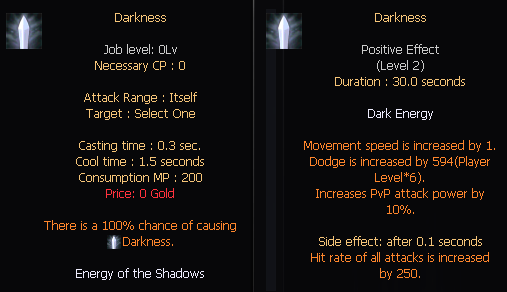 Darkness
Job level: 0Lv
Necessary CP : 0
Attack Range : Itself
Target : Select One
Casting time : 0.3 sec.
Cool time : 1.5 seconds
Consumption MP : 200
Price: 0 Gold
There is a 100% chance of causing
Darkness.
Energy of the Shadows
Darkness
Positive Effect
(Level 2)
Duration : 30.0 seconds
Dark Energy
Movement speed is increased by 1.
Dodge is increased by 594(Player
Level*6).
Increases PvP attack power by
10%.
Side effect: after 0.1 seconds
Hit rate of all attacks is increased
by 250.